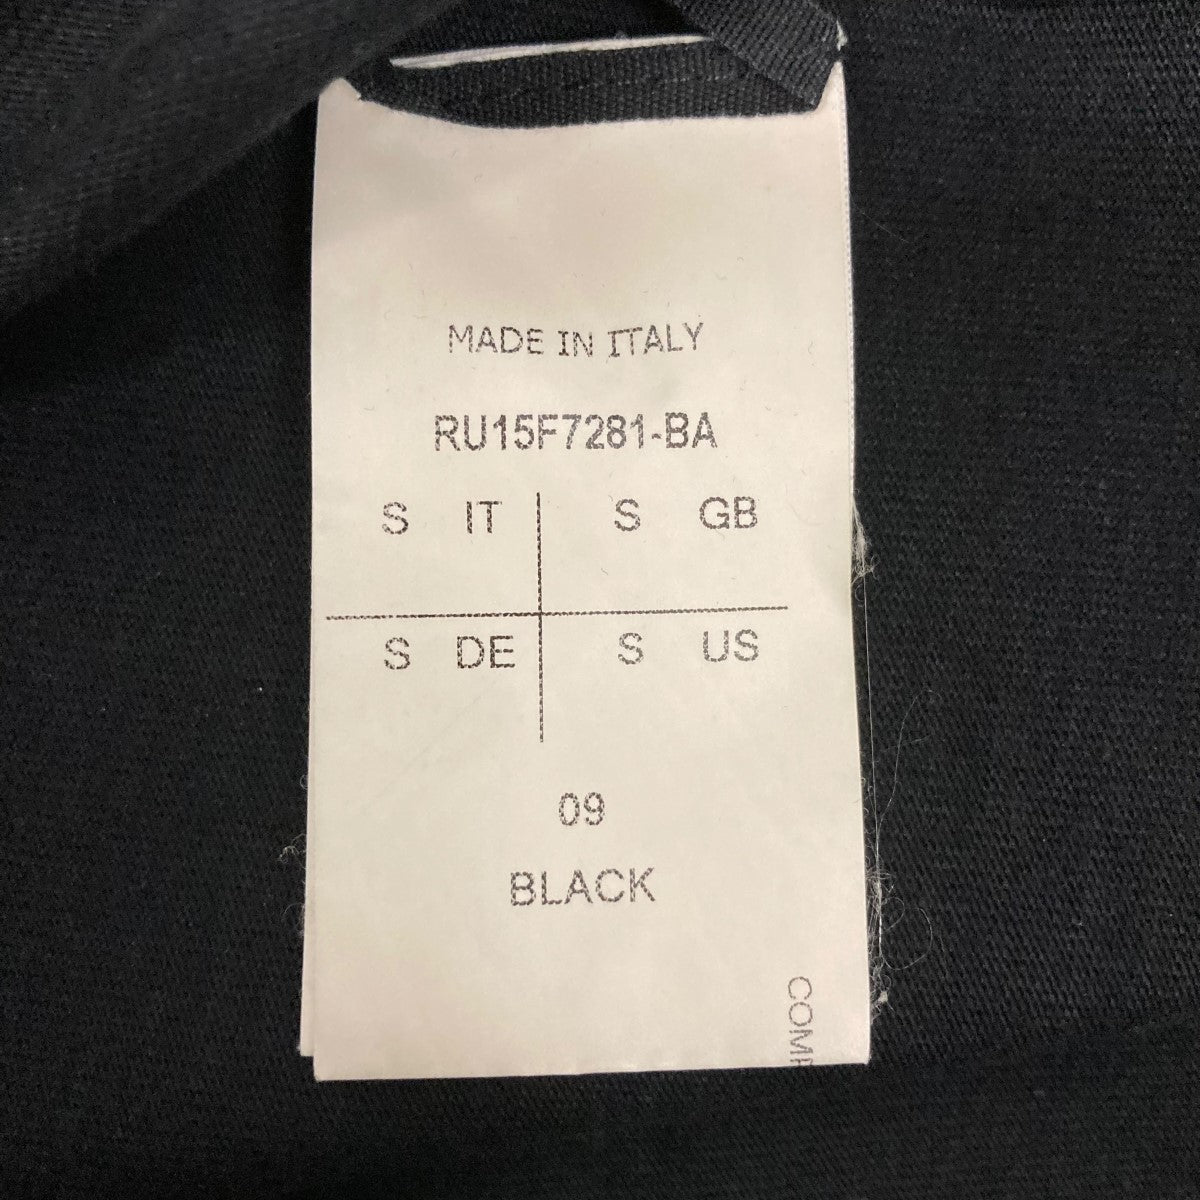 MADE IN ITALY
RU15F7281-BA
S IT S GB
S DE S US
09
BLACK